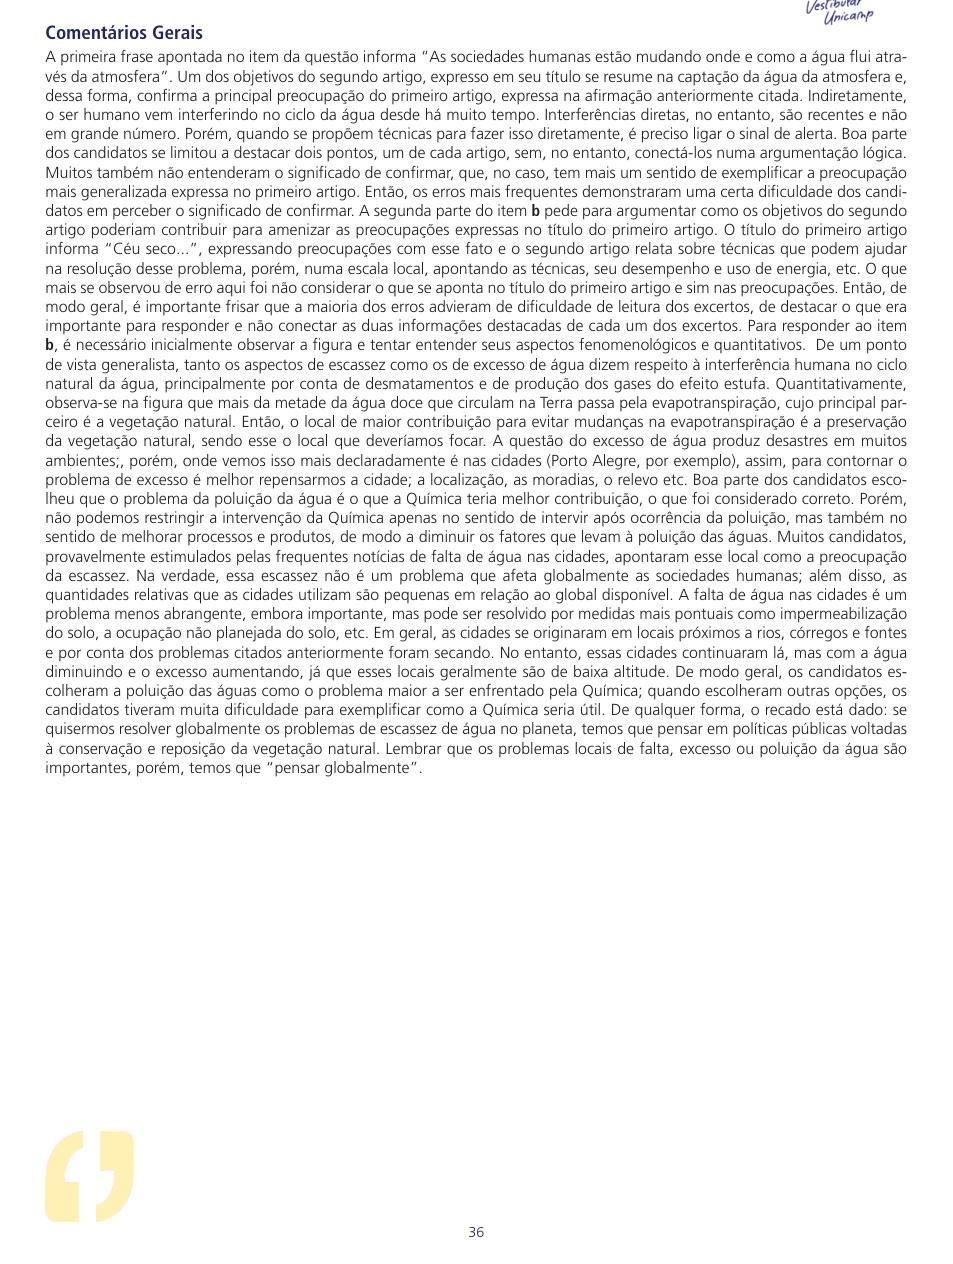 Vestibular
Unicamp
Comentários Gerais
A primeira frase apontada no item da questão informa “As sociedades humanas estão mudando onde e como a água flui atra-
vés da atmosfera”. Um dos objetivos do segundo artigo, expresso em seu título se resume na captação da água da atmosfera e,
dessa forma, confirma a principal preocupação do primeiro artigo, expressa na afirmação anteriormente citada. Indiretamente,
o ser humano vem interferindo no ciclo da água desde há muito tempo. Interferências diretas, no entanto, são recentes e não
em grande número. Porém, quando se propõem técnicas para fazer isso diretamente, é preciso ligar o sinal de alerta. Boa parte
dos candidatos se limitou a destacar dois pontos, um de cada artigo, sem, no entanto, conectá-los numa argumentação lógica.
Muitos também não entenderam o significado de confirmar, que, no caso, tem mais um sentido de exemplificar a preocupação
mais generalizada expressa no primeiro artigo. Então, os erros mais frequentes demonstraram uma certa dificuldade dos candi-
datos em perceber o significado de confirmar. A segunda parte do item b pede para argumentar como os objetivos do segundo
artigo poderiam contribuir para amenizar as preocupações expressas no título do primeiro artigo. O título do primeiro artigo
informa “Céu seco...”, expressando preocupações com esse fato e o segundo artigo relata sobre técnicas que podem ajudar
na resolução desse problema, porém, numa escala local, apontando as técnicas, seu desempenho e uso de energia, etc. O que
mais se observou de erro aqui foi não considerar o que se aponta no título do primeiro artigo e sim nas preocupações. Então, de
modo geral, é importante frisar que a maioria dos erros advieram de dificuldade de leitura dos excertos, de destacar o que era
importante para responder e não conectar as duas informações destacadas de cada um dos excertos. Para responder ao item
b, é necessário inicialmente observar a figura e tentar entender seus aspectos fenomenológicos e quantitativos.  De um ponto
de vista generalista, tanto os aspectos de escassez como os de excesso de água dizem respeito à interferência humana no ciclo
natural da água, principalmente por conta de desmatamentos e de produção dos gases do efeito estufa. Quantitativamente,
observa-se na figura que mais da metade da água doce que circulam na Terra passa pela evapotranspiração, cujo principal par-
ceiro é a vegetação natural. Então, o local de maior contribuição para evitar mudanças na evapotranspiração é a preservação
da vegetação natural, sendo esse o local que deveríamos focar. A questão do excesso de água produz desastres em muitos
ambientes;, porém, onde vemos isso mais declaradamente é nas cidades (Porto Alegre, por exemplo), assim, para contornar o
problema de excesso é melhor repensarmos a cidade; a localização, as moradias, o relevo etc. Boa parte dos candidatos esco-
lheu que o problema da poluição da água é o que a Química teria melhor contribuição, o que foi considerado correto. Porém,
não podemos restringir a intervenção da Química apenas no sentido de intervir após ocorrência da poluição, mas também no
sentido de melhorar processos e produtos, de modo a diminuir os fatores que levam à poluição das águas. Muitos candidatos,
provavelmente estimulados pelas frequentes notícias de falta de água nas cidades, apontaram esse local como a preocupação
da escassez. Na verdade, essa escassez não é um problema que afeta globalmente as sociedades humanas; além disso, as
quantidades relativas que as cidades utilizam são pequenas em relação ao global disponível. A falta de água nas cidades é um
problema menos abrangente, embora importante, mas pode ser resolvido por medidas mais pontuais como impermeabilização
do solo, a ocupação não planejada do solo, etc. Em geral, as cidades se originaram em locais próximos a rios, córregos e fontes
e por conta dos problemas citados anteriormente foram secando. No entanto, essas cidades continuaram lá, mas com a água
diminuindo e o excesso aumentando, já que esses locais geralmente são de baixa altitude. De modo geral, os candidatos es-
colheram a poluição das águas como o problema maior a ser enfrentado pela Química; quando escolheram outras opções, os
candidatos tiveram muita dificuldade para exemplificar como a Química seria útil. De qualquer forma, o recado está dado: se
quisermos resolver globalmente os problemas de escassez de água no planeta, temos que pensar em políticas públicas voltadas
à conservação e reposição da vegetação natural. Lembrar que os problemas locais de falta, excesso ou poluição da água são
importantes, porém, temos que “pensar globalmente”.
36